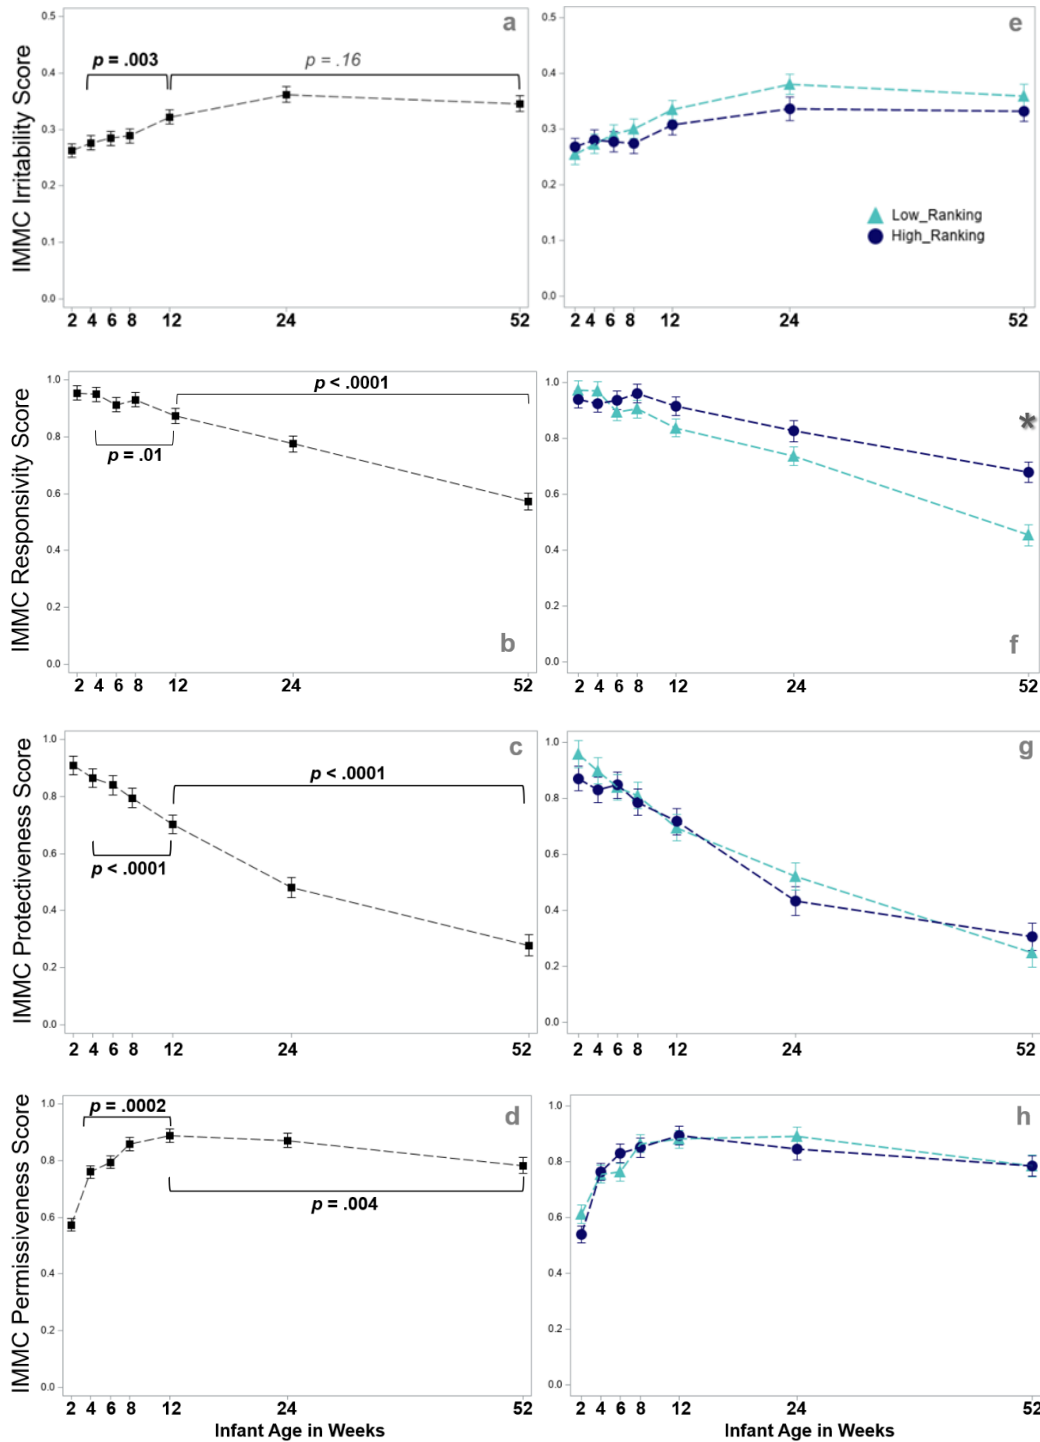 a
IMMC Irritability Score
0.5
0.4
0.3
0.2
0.1
0.0
p = .003
p = .16
2 4 6 8 12 24 52
e
0.5
0.4
0.3
0.2
0.1
0.0
Low_Ranking
High_Ranking
2 4 6 8 12 24 52
IMMC Responsivity Score
1.0
0.8
0.6
0.4
0.2
0.0
p < .0001
p = .01
b
2 4 6 8 12 24 52
1.0
0.8
0.6
0.4
0.2
0.0
*
f
2 4 6 8 12 24 52
IMMC Protectiveness Score
c
1.0
0.8
0.6
0.4
0.2
0.0
p < .0001
p < .0001
2 4 6 8 12 24 52
g
1.0
0.8
0.6
0.4
0.2
0.0
2 4 6 8 12 24 52
IMMC Permissiveness Score
d
1.0
0.8
0.6
0.4
0.2
0.0
p = .0002
p = .004
2 4 6 8 12 24 52
Infant Age in Weeks
h
1.0
0.8
0.6
0.4
0.2
0.0
2 4 6 8 12 24 52
Infant Age in Weeks